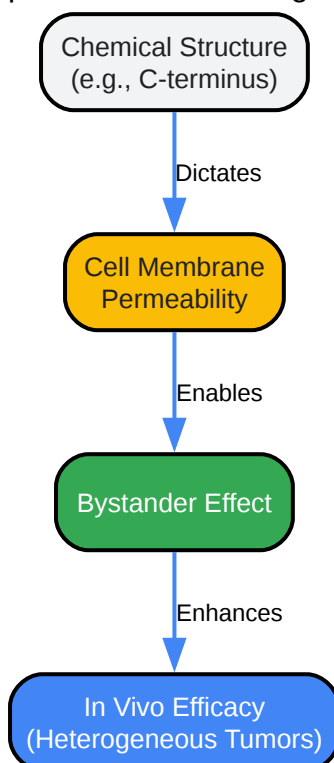 Chemical Structure
(e.g., C-terminus)
Dictates
Cell Membrane
Permeability
Enables
Bystander Effect
Enhances
In Vivo Efficacy
(Heterogeneous Tumors)